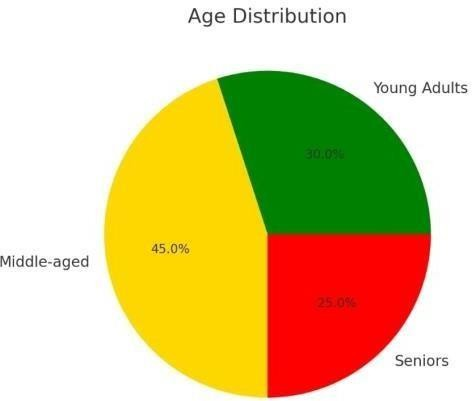 Age Distribution
Young Adults
30.0%
45.0%
Middle-aged
25.0%
Seniors